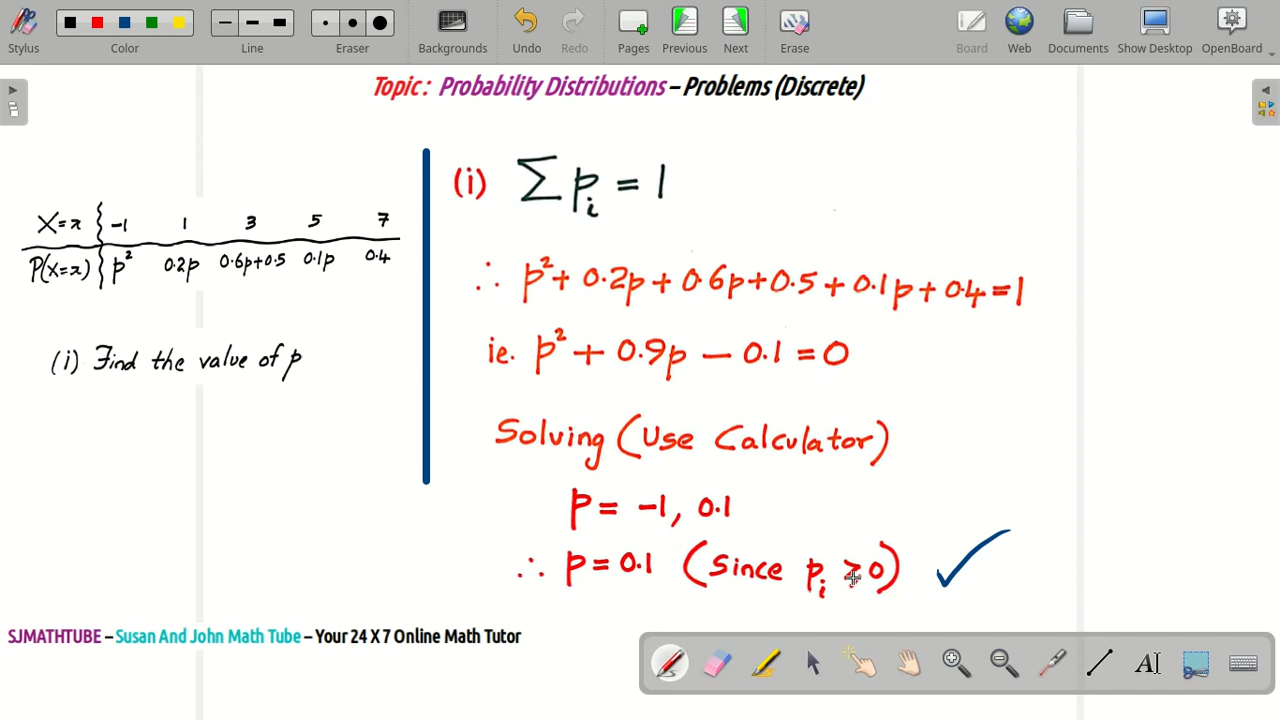 Stylus Color Line Eraser Backgrounds Undo Redo Pages Previous Next Erase Board Web Documents Show Desktop OpenBoard
Topic : Probability Distributions – Problems (Discrete)
X=x -1 1 3 5 7
P(X=x) p² 0.2p 0.6p+0.5 0.1p 0.4
(i) Find the value of p
(i) ∑ pᵢ = 1
∴ p² + 0.2p + 0.6p + 0.5 + 0.1p + 0.4 = 1
ie. p² + 0.9p – 0.1 = 0
Solving (Use Calculator)
p = -1, 0.1
∴ p = 0.1 (Since pᵢ ≥ 0)
SJMATHTUBE – Susan And John Math Tube – Your 24 X 7 Online Math Tutor